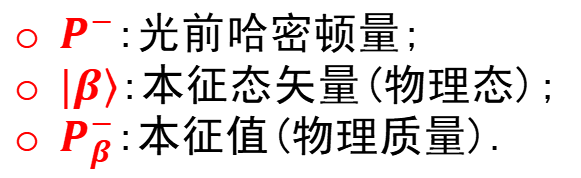 ○ P⁻:光前哈密顿量;
○ |β⟩:本征态矢量(物理态);
○ P_β⁻:本征值(物理质量).